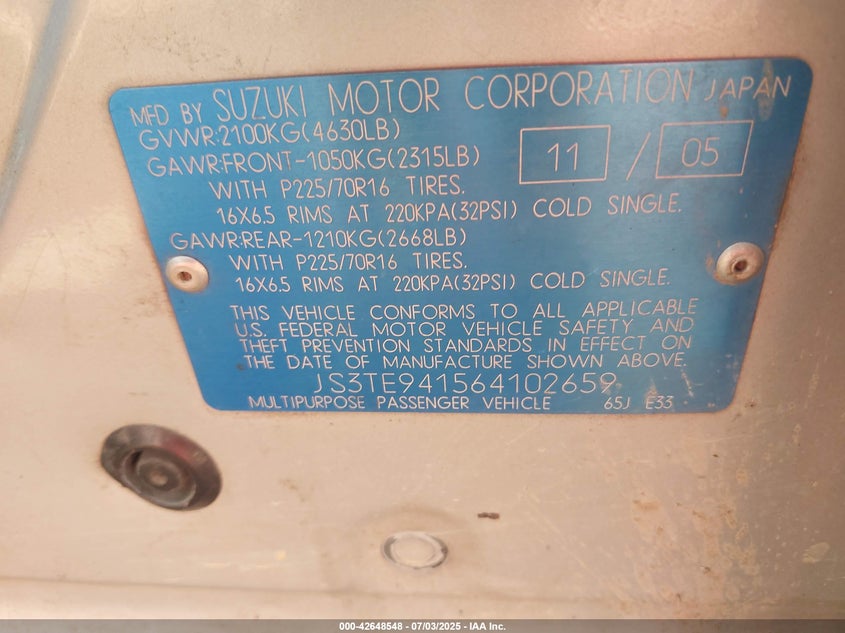 MFD BY SUZUKI MOTOR CORPORATION JAPAN
GVWR:2100KG(4630LB)
GAWR:FRONT-1050KG(2315LB) 11 / 05
WITH P225/70R16 TIRES.
16X6.5 RIMS AT 220KPA(32PSI) COLD SINGLE.
GAWR:REAR-1210KG(2668LB)
WITH P225/70R16 TIRES.
16X6.5 RIMS AT 220KPA(32PSI) COLD SINGLE.
THIS VEHICLE CONFORMS TO ALL APPLICABLE
U.S. FEDERAL MOTOR VEHICLE SAFETY AND
THEFT PREVENTION STANDARDS IN EFFECT ON
THE DATE OF MANUFACTURE SHOWN ABOVE.
JS3TE941564102659
MULTIPURPOSE PASSENGER VEHICLE 65J E33
000-42648548 - 07/03/2025 - IAA Inc.